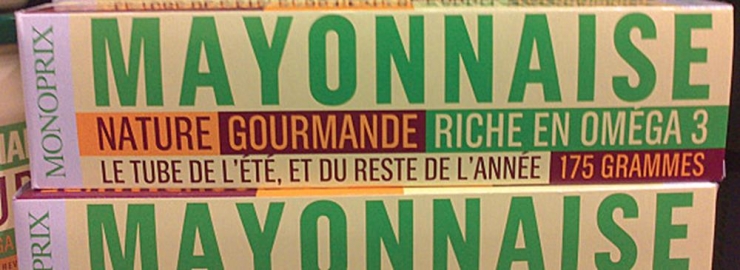 MONOPRIX
MAYONNAISE
NATURE GOURMANDE RICHE EN OMÉGA 3
LE TUBE DE L'ÉTÉ, ET DU RESTE DE L'ANNÉE 175 GRAMMES
PRIX
MAYONNAISE